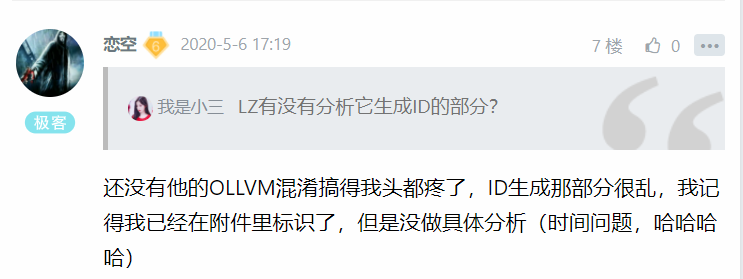 恋空 6 2020-5-6 17:19 7 楼 0
我是小三 LZ有没有分析它生成ID的部分？
极客
还没有他的OLLVM混淆搞得我头都疼了，ID生成那部分很乱，我记
得我已经在附件里标识了，但是没做具体分析（时间问题，哈哈哈
哈）